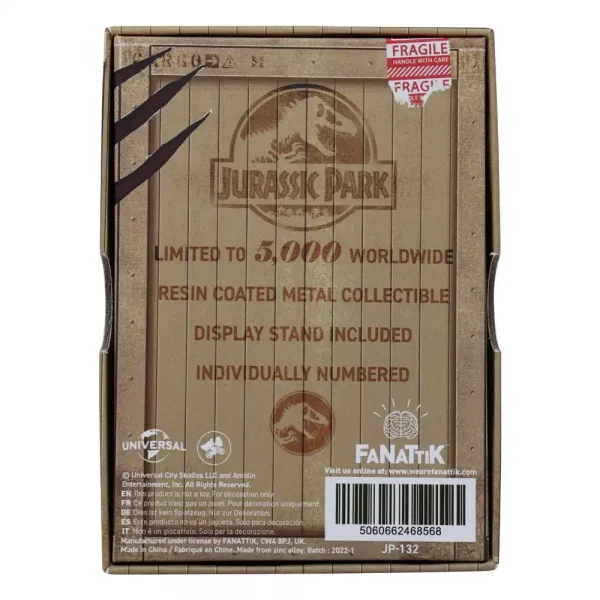 CARGO
FRAGILE
HANDLE WITH CARE
FRAGILE
JURASSIC PARK
LIMITED TO 5,000 WORLDWIDE
RESIN COATED METAL COLLECTIBLE
DISPLAY STAND INCLUDED
INDIVIDUALLY NUMBERED
UNIVERSAL
FANATTIK
Visit us online at: www.wearefanattik.com
© Universal City Studios LLC and Amblin
Entertainment, Inc. All Rights Reserved.
EN This product is not a toy. For decoration only.
FR Ce produit n'est pas un jouet. Pour décoration uniquement.
DE Dies ist kein Spielzeug. Nur zur Dekoration.
ES Este producto no es un juguete. Solo para decoración.
IT Non è un giocattolo. Solo per la decorazione.
Manufactured under license by FANATTIK, CW4 8PJ, UK.
Made in China / Fabriqué en Chine. Made from zinc alloy. Batch : 2022-1
5060662468568
JP-132